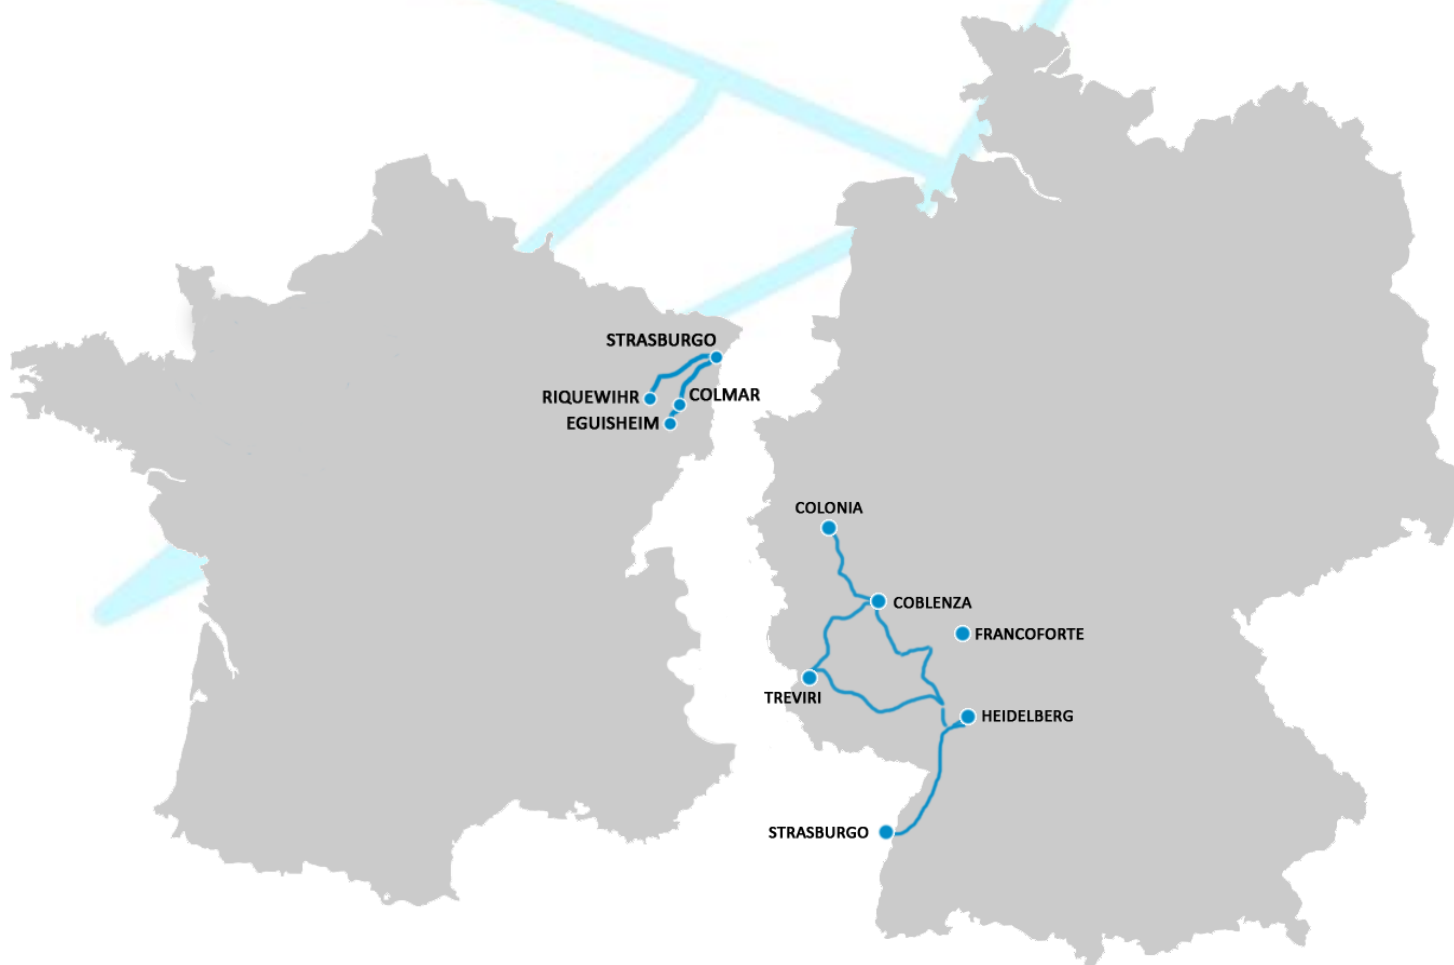 STRASBURGO
RIQUEWIHR
COLMAR
EGUISHEIM
COLONIA
COBLENZA
FRANCOFORTE
TREVIRI
HEIDELBERG
STRASBURGO